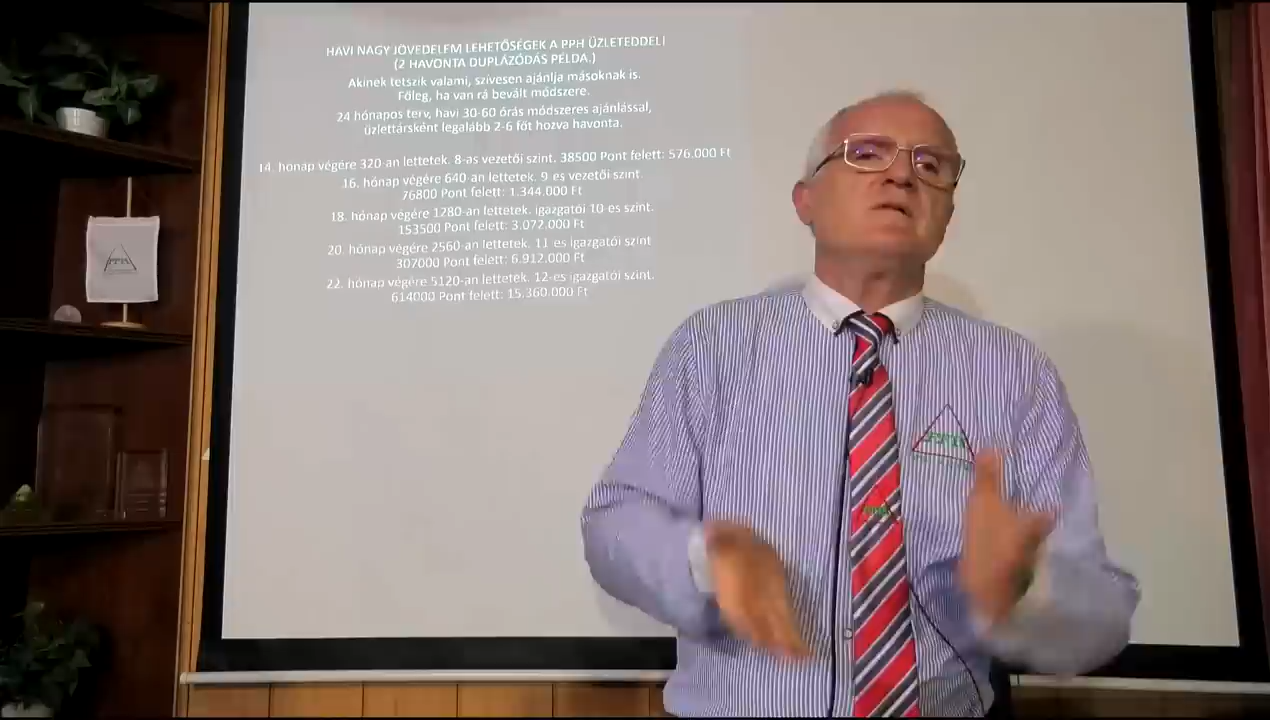 HAVI NAGY JÖVEDELEM LEHETŐSÉGEK A PPH ÜZLETEDDEL!
(2 HAVONTA DUPLÁZÓDÁS PÉLDA.)
Akinek tetszik valami, szívesen ajánlja másoknak is.
Főleg, ha van rá bevált módszere.
24 hónapos terv, havi 30-60 órás módszeres ajánlással,
üzlettársként legalább 2-6 főt hozva havonta.
14. hónap végére 320-an lettetek. 8-as vezetői szint. 38500 Pont felett: 576.000 Ft
16. hónap végére 640-an lettetek. 9-es vezetői szint.
76800 Pont felett: 1.344.000 Ft
18. hónap végére 1280-an lettetek. igazgatói 10-es szint.
153500 Pont felett: 3.072.000 Ft
20. hónap végére 2560-an lettetek. 11-es igazgatói szint
307000 Pont felett: 6.912.000 Ft
22. hónap végére 5120-an lettetek. 12-es igazgatói szint.
614000 Pont felett: 15.360.000 Ft